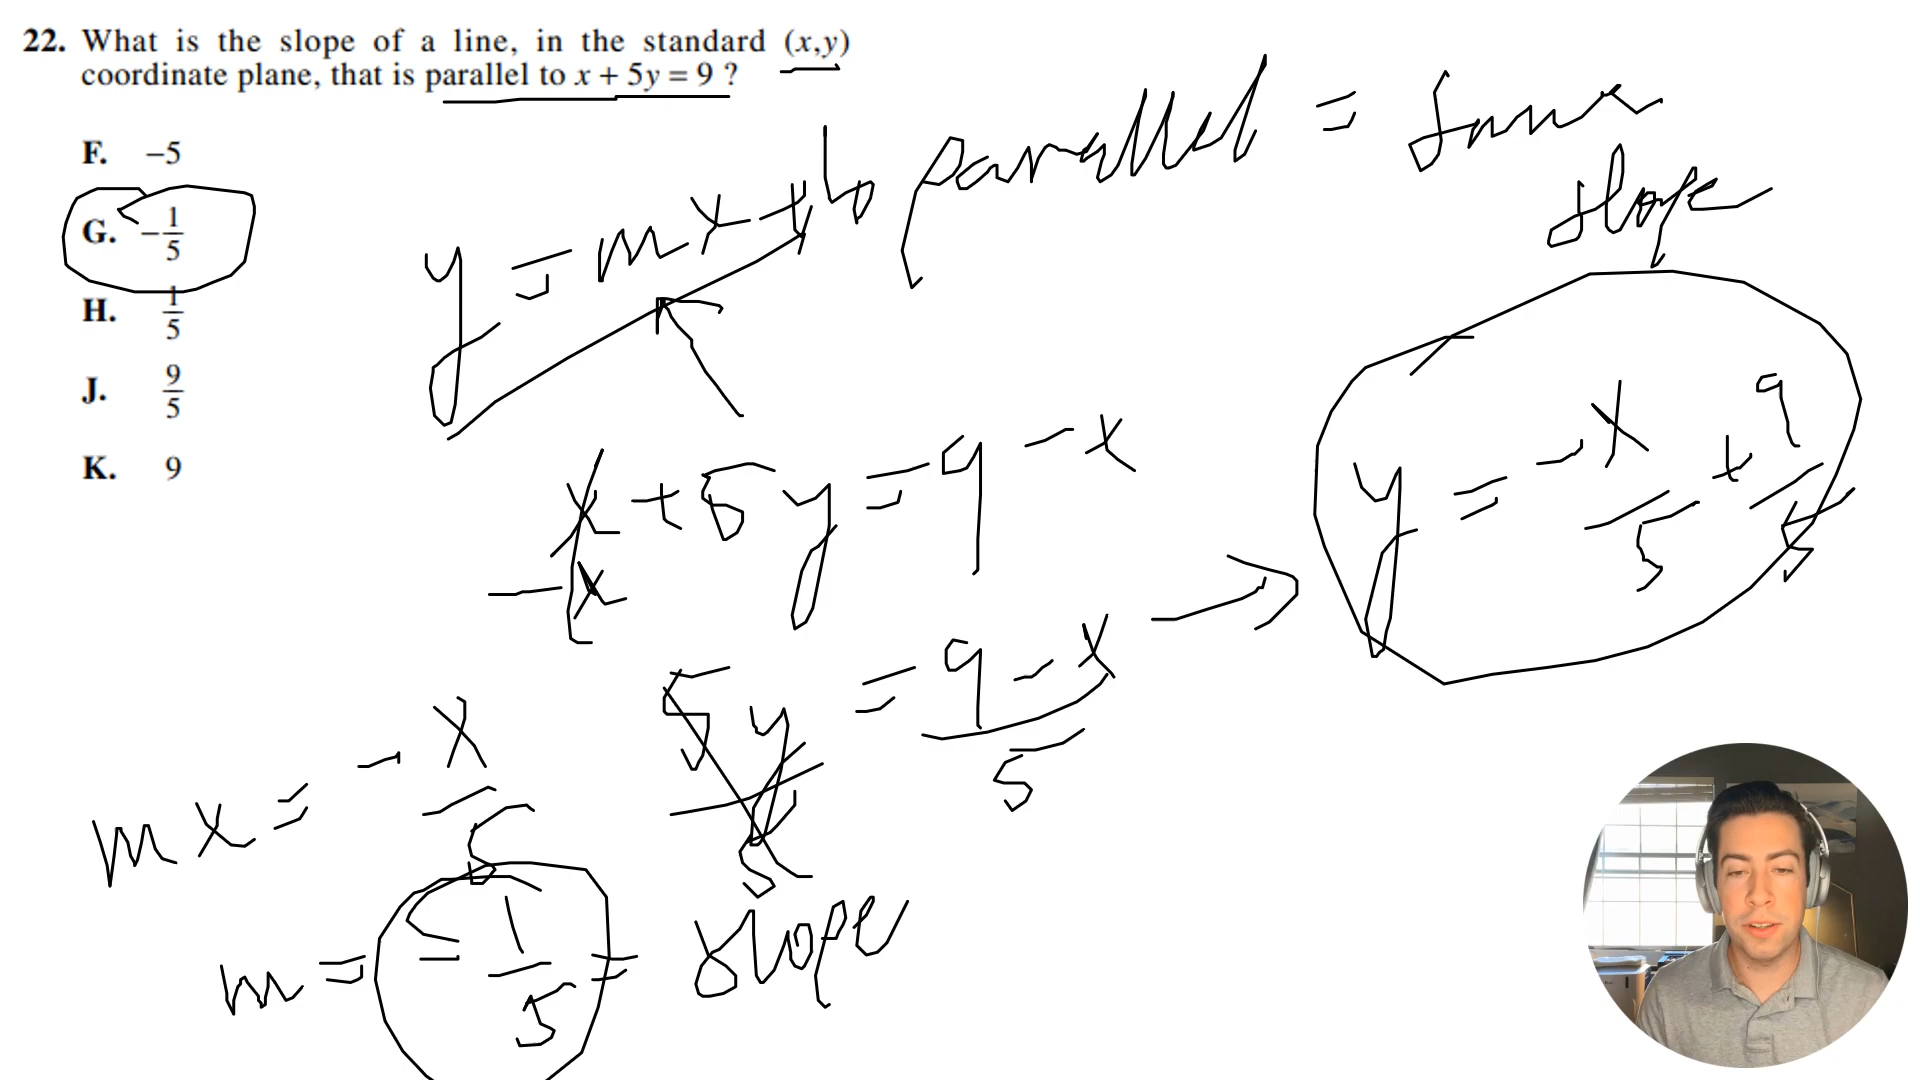 22. What is the slope of a line, in the standard (x,y)
coordinate plane, that is parallel to x + 5y = 9 ?
F. −5
G. −1/5
H. 1/5
J. 9/5
K. 9
y = mx + b
parallel = same
slope
x + 5y = 9 − x
− x
5y/5 = 9 − x/5
y = −x/5 + 9/5
mx = −x/5
m = −1/5 = slope